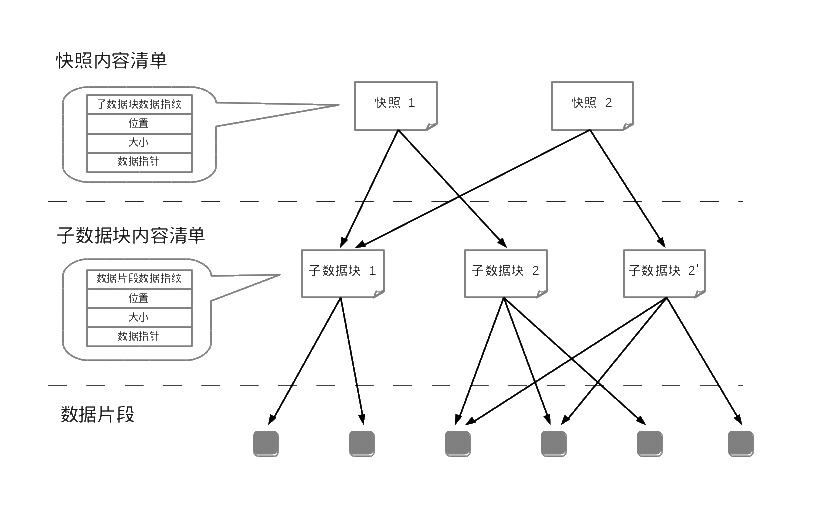 快照内容清单
子数据块数据指纹
位置
大小
数据指针
快照 1
快照 2
子数据块内容清单
数据片段数据指纹
位置
大小
数据指针
子数据块 1
子数据块 2
子数据块 2'
数据片段